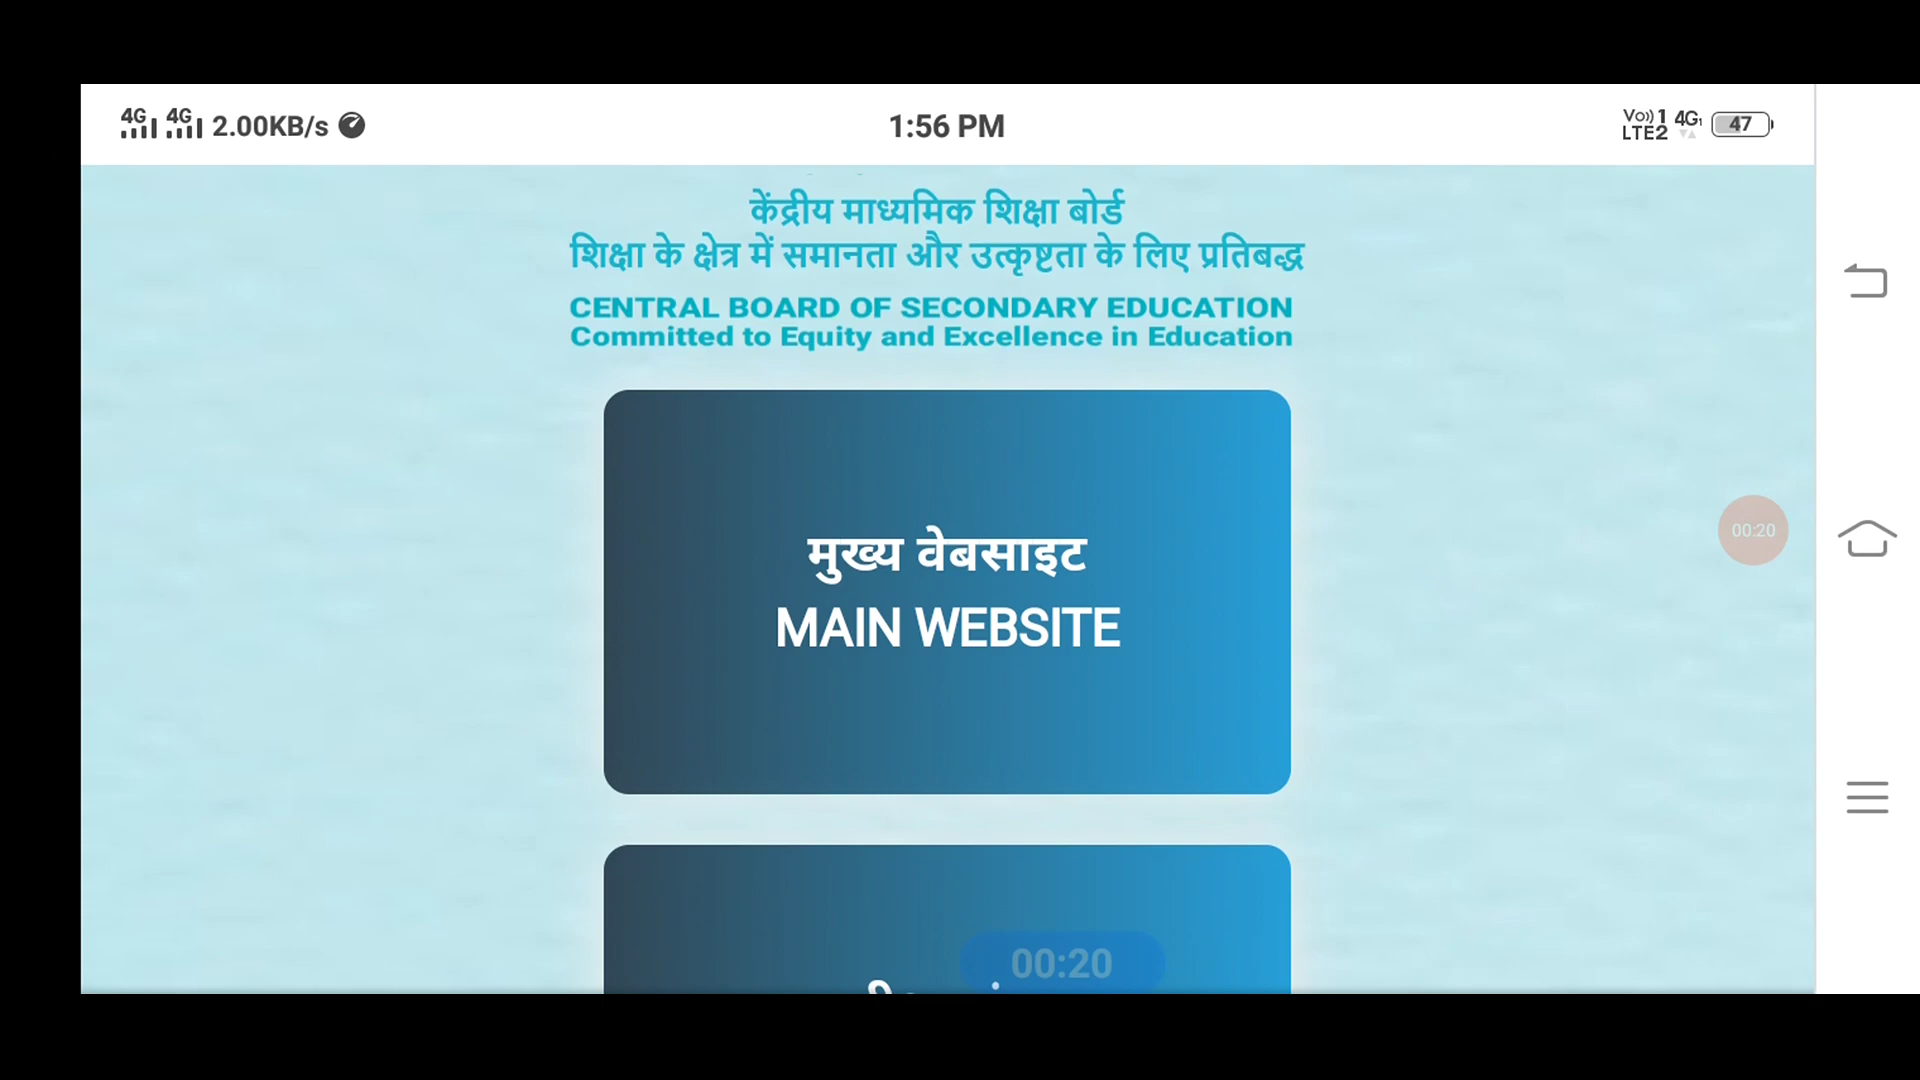 4G 4G 2.00KB/s
1:56 PM
Vo)) 1 4G1
LTE2
47
केंद्रीय माध्यमिक शिक्षा बोर्ड
शिक्षा के क्षेत्र में समानता और उत्कृष्टता के लिए प्रतिबद्ध
CENTRAL BOARD OF SECONDARY EDUCATION
Committed to Equity and Excellence in Education
मुख्य वेबसाइट
MAIN WEBSITE
00:20
00:20